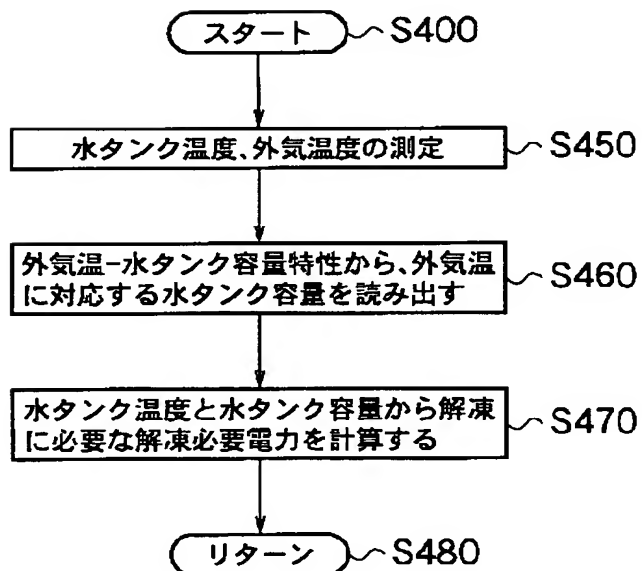 スタート S400
水タンク温度、外気温度の測定 S450
外気温-水タンク容量特性から、外気温
に対応する水タンク容量を読み出す S460
水タンク温度と水タンク容量から解凍
に必要な解凍必要電力を計算する S470
リターン S480